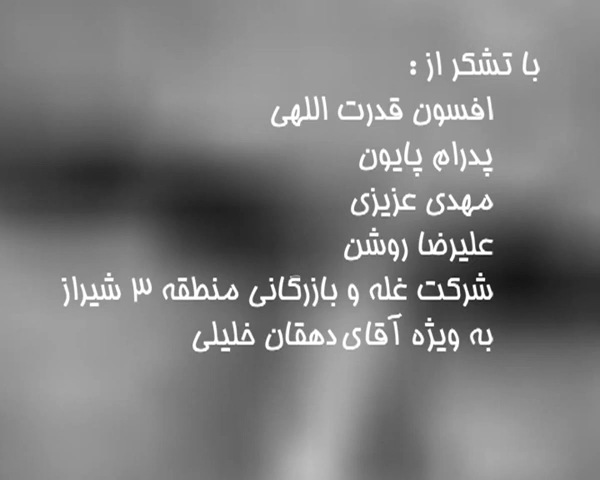 با تشکر از :
افسون قدرت اللهی
پدرام پایون
مهدی عزیزی
علیرضا روشن
شرکت غله و بازرگانی منطقه ۳ شیراز
به ویژه آقای دهقان خلیلی